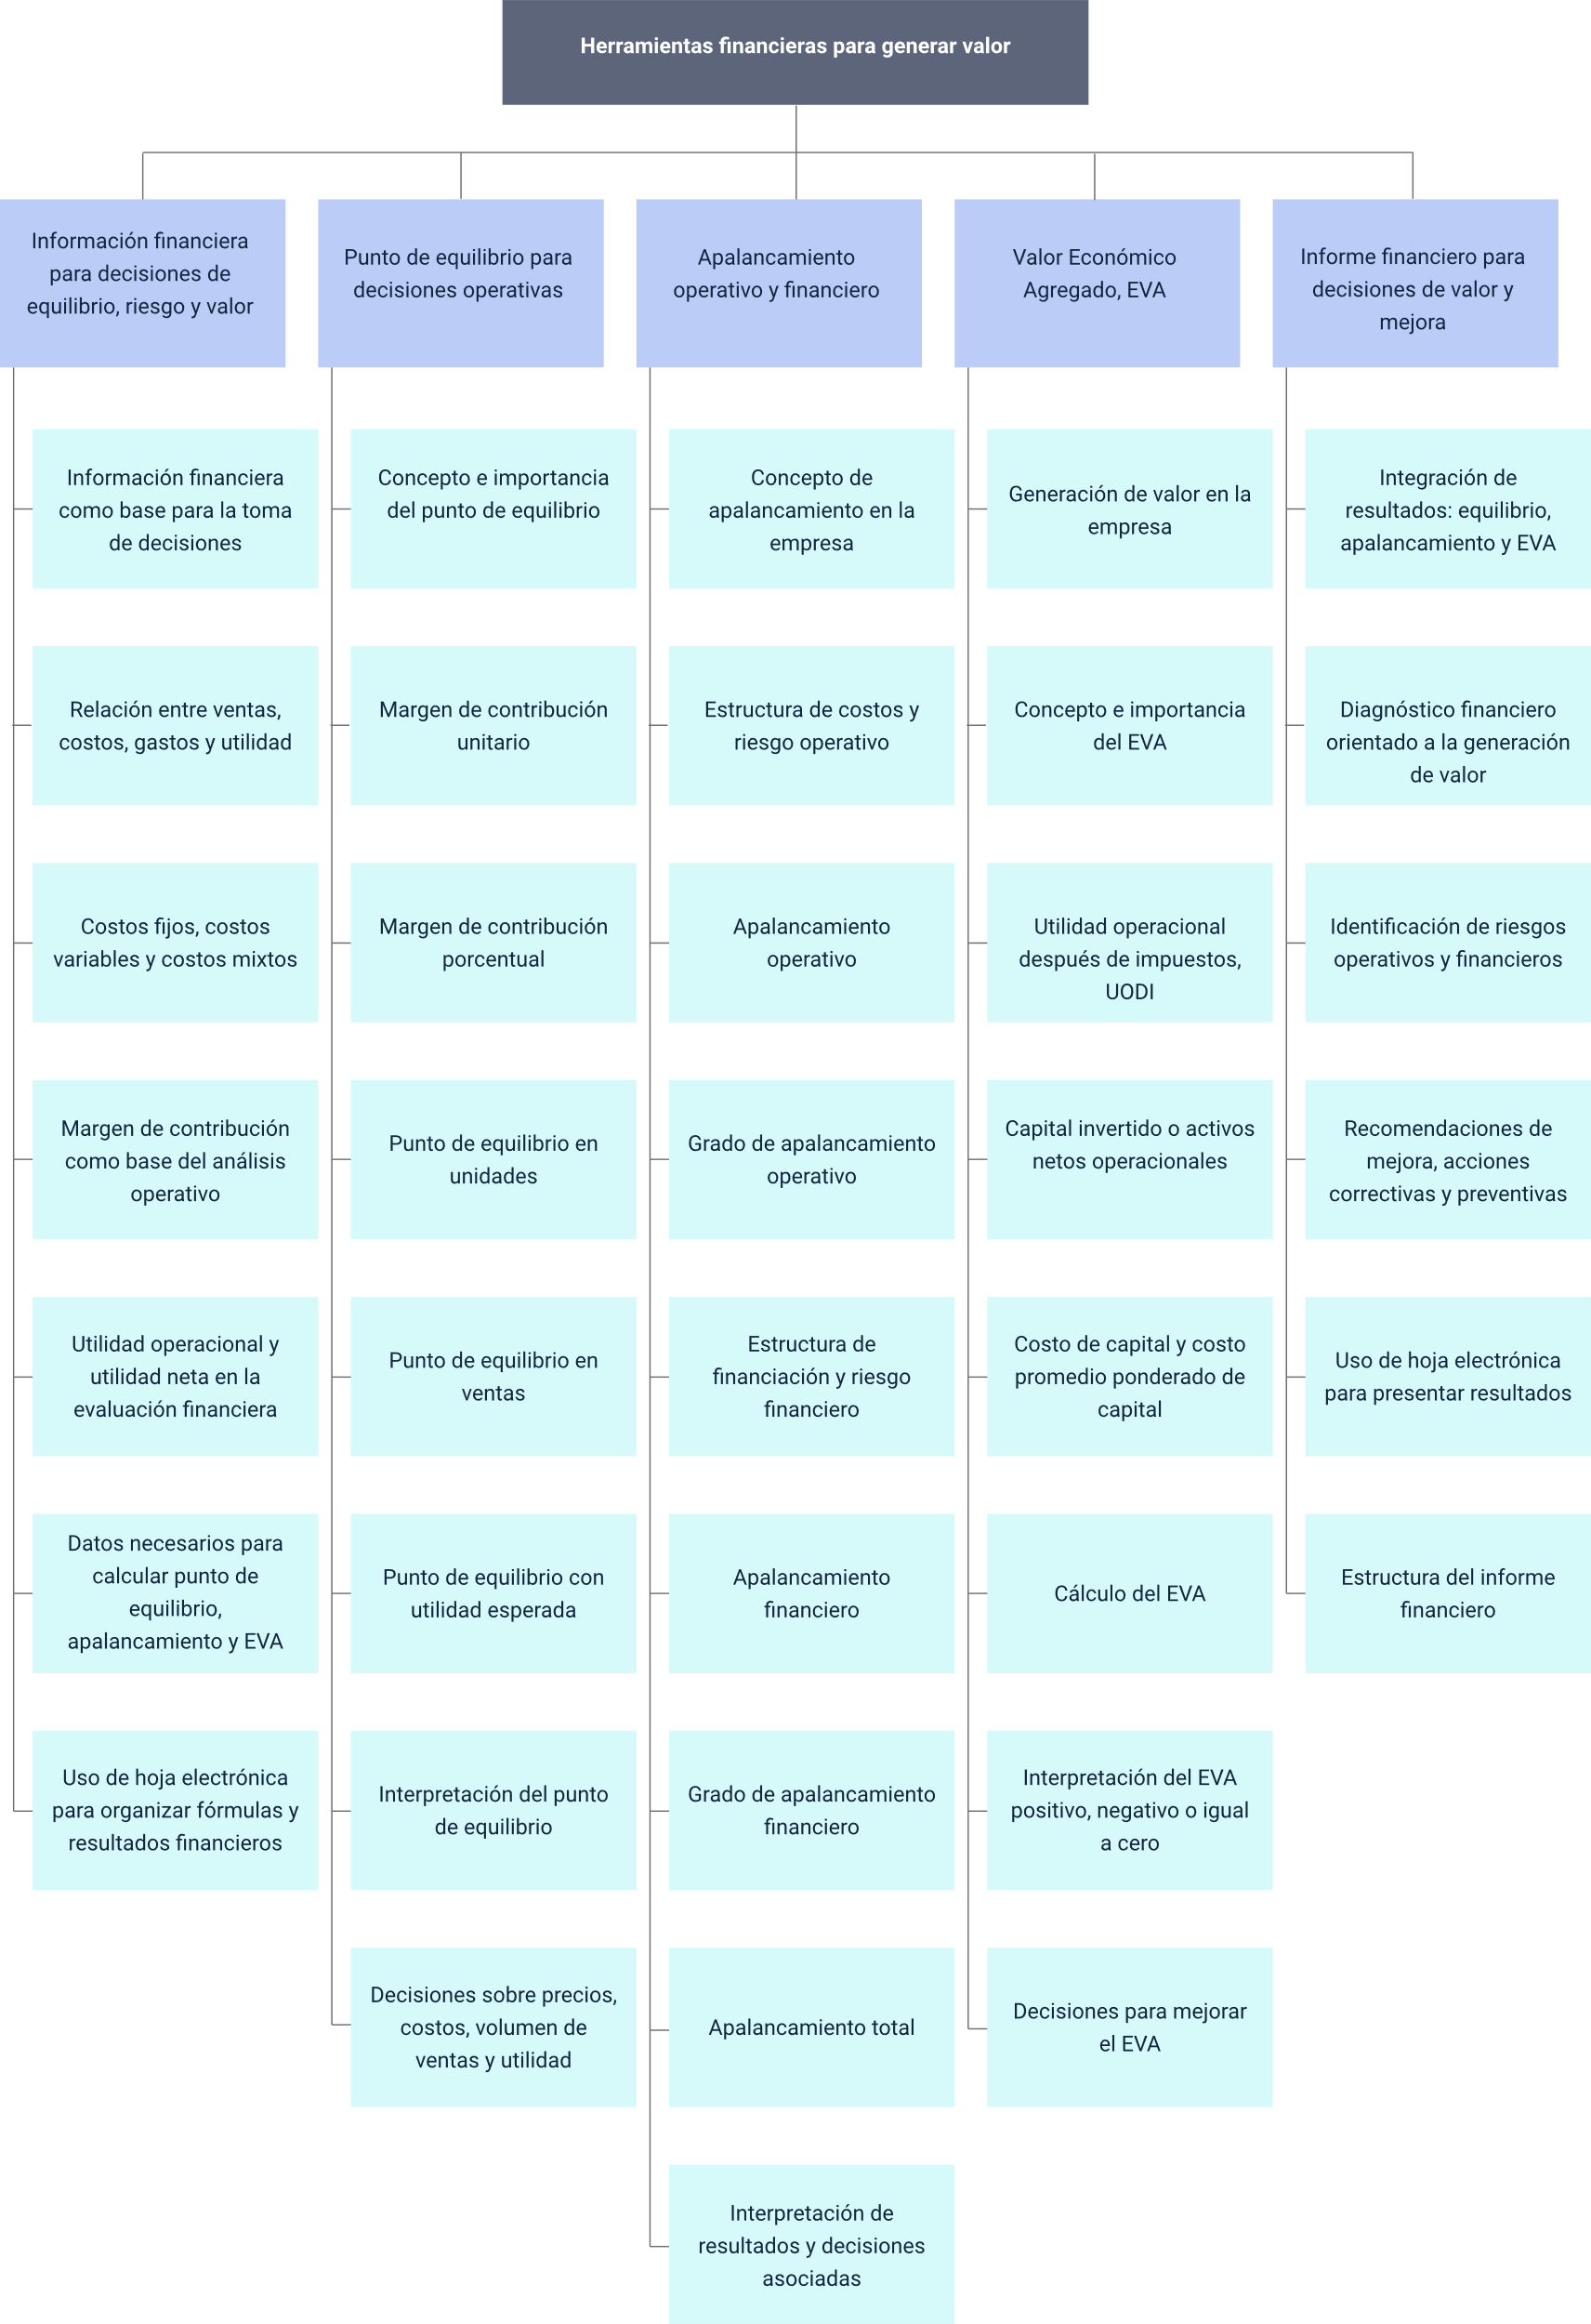 Herramientas financieras para generar valor
Información financiera
para decisiones de
equilibrio, riesgo y valor
Punto de equilibrio para
decisiones operativas
Apalancamiento
operativo y financiero
Valor Económico
Agregado, EVA
Informe financiero para
decisiones de valor y
mejora
Información financiera
como base para la toma
de decisiones
Relación entre ventas,
costos, gastos y utilidad
Costos fijos, costos
variables y costos mixtos
Margen de contribución
como base del análisis
operativo
Utilidad operacional y
utilidad neta en la
evaluación financiera
Datos necesarios para
calcular punto de
equilibrio,
apalancamiento y EVA
Uso de hoja electrónica
para organizar fórmulas y
resultados financieros
Concepto e importancia
del punto de equilibrio
Margen de contribución
unitario
Margen de contribución
porcentual
Punto de equilibrio en
unidades
Punto de equilibrio en
ventas
Punto de equilibrio con
utilidad esperada
Interpretación del punto
de equilibrio
Decisiones sobre precios,
costos, volumen de
ventas y utilidad
Concepto de
apalancamiento en la
empresa
Estructura de costos y
riesgo operativo
Apalancamiento
operativo
Grado de apalancamiento
operativo
Estructura de
financiación y riesgo
financiero
Apalancamiento
financiero
Grado de apalancamiento
financiero
Apalancamiento total
Interpretación de
resultados y decisiones
asociadas
Generación de valor en la
empresa
Concepto e importancia
del EVA
Utilidad operacional
después de impuestos,
UODI
Capital invertido o activos
netos operacionales
Costo de capital y costo
promedio ponderado de
capital
Cálculo del EVA
Interpretación del EVA
positivo, negativo o igual
a cero
Decisiones para mejorar
el EVA
Integración de
resultados: equilibrio,
apalancamiento y EVA
Diagnóstico financiero
orientado a la generación
de valor
Identificación de riesgos
operativos y financieros
Recomendaciones de
mejora, acciones
correctivas y preventivas
Uso de hoja electrónica
para presentar resultados
Estructura del informe
financiero